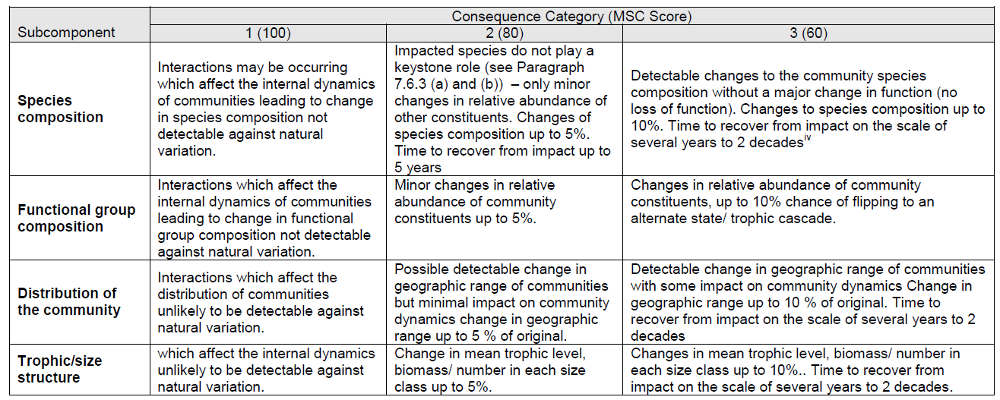 Subcomponent
Consequence Category (MSC Score)
1 (100)
2 (80)
3 (60)
Species
composition
Interactions may be occurring
which affect the internal dynamics
of communities leading to change
in species composition not
detectable against natural
variation.
Impacted species do not play a
keystone role (see Paragraph
7.6.3 (a) and (b))  – only minor
changes in relative abundance of
other constituents. Changes of
species composition up to 5%.
Time to recover from impact up to
5 years
Detectable changes to the community species
composition without a major change in function (no
loss of function). Changes to species composition up to
10%. Time to recover from impact on the scale of
several years to 2 decadesiv
Functional group
composition
Interactions which affect the
internal dynamics of communities
leading to change in functional
group composition not detectable
against natural variation.
Minor changes in relative
abundance of community
constituents up to 5%.
Changes in relative abundance of community
constituents, up to 10% chance of flipping to an
alternate state/ trophic cascade.
Distribution of
the community
Interactions which affect the
distribution of communities
unlikely to be detectable against
natural variation.
Possible detectable change in
geographic range of communities
but minimal impact on community
dynamics change in geographic
range up to 5 % of original.
Detectable change in geographic range of communities
with some impact on community dynamics Change in
geographic range up to 10 % of original. Time to
recover from impact on the scale of several years to 2
decades
Trophic/size
structure
which affect the internal dynamics
unlikely to be detectable against
natural variation.
Change in mean trophic level,
biomass/ number in each size
class up to 5%.
Changes in mean trophic level, biomass/ number in
each size class up to 10%.. Time to recover from
impact on the scale of several years to 2 decades.